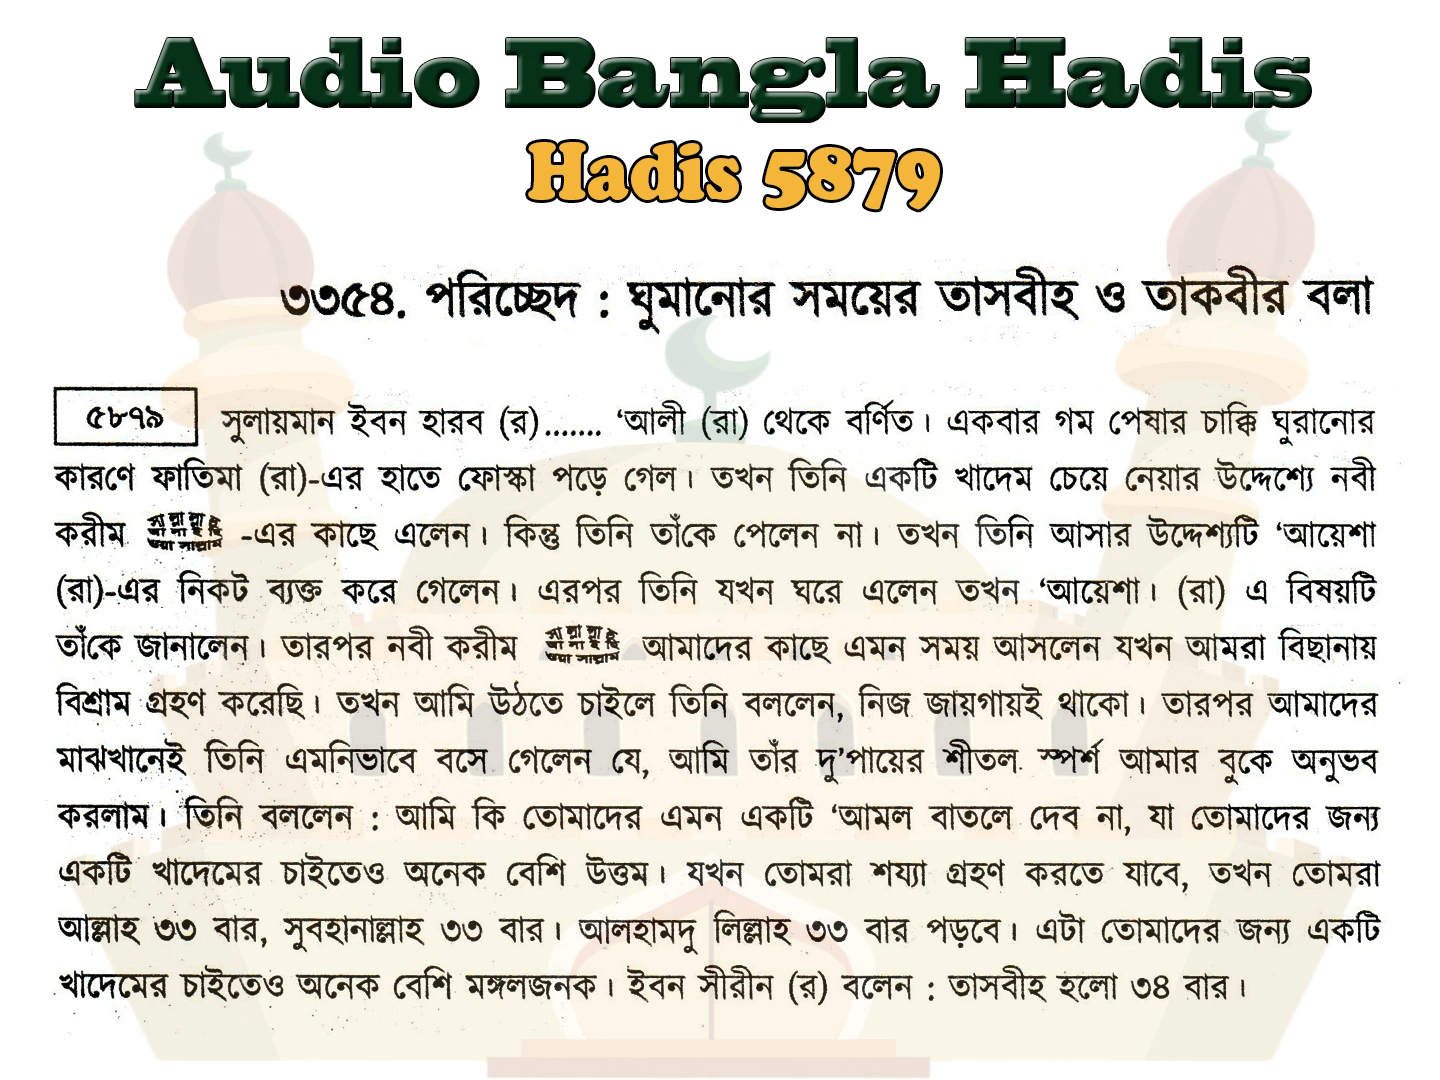 Audio Bangla Hadis
Hadis 5879
৩৩৫৪. পরিচ্ছেদ : ঘুমানোর সময়ের তাসবীহ ও তাকবীর বলা
৫৮৭৯ সুলায়মান ইবন হারব (র)....... ‘আলী (রা) থেকে বর্ণিত। একবার গম পেষার চাক্কি ঘুরানোর
কারণে ফাতিমা (রা)-এর হাতে ফোস্কা পড়ে গেল। তখন তিনি একটি খাদেম চেয়ে নেয়ার উদ্দেশ্যে নবী
করীম -এর কাছে এলেন। কিন্তু তিনি তাঁকে পেলেন না। তখন তিনি আসার উদ্দেশ্যটি ‘আয়েশা
(রা)-এর নিকট ব্যক্ত করে গেলেন। এরপর তিনি যখন ঘরে এলেন তখন ‘আয়েশা। (রা) এ বিষয়টি
তাঁকে জানালেন। তারপর নবী করীম আমাদের কাছে এমন সময় আসলেন যখন আমরা বিছানায়
বিশ্রাম গ্রহণ করেছি। তখন আমি উঠতে চাইলে তিনি বললেন, নিজ জায়গায়ই থাকো। তারপর আমাদের
মাঝখানেই তিনি এমনিভাবে বসে গেলেন যে, আমি তাঁর দু’পায়ের শীতল স্পর্শ আমার বুকে অনুভব
করলাম। তিনি বললেন : আমি কি তোমাদের এমন একটি ‘আমল বাতলে দেব না, যা তোমাদের জন্য
একটি খাদেমের চাইতেও অনেক বেশি উত্তম। যখন তোমরা শয্যা গ্রহণ করতে যাবে, তখন তোমরা
আল্লাহ ৩৩ বার, সুবহানাল্লাহ ৩৩ বার। আলহামদু লিল্লাহ ৩৩ বার পড়বে। এটা তোমাদের জন্য একটি
খাদেমের চাইতেও অনেক বেশি মঙ্গলজনক। ইবন সীরীন (র) বলেন : তাসবীহ হলো ৩৪ বার।